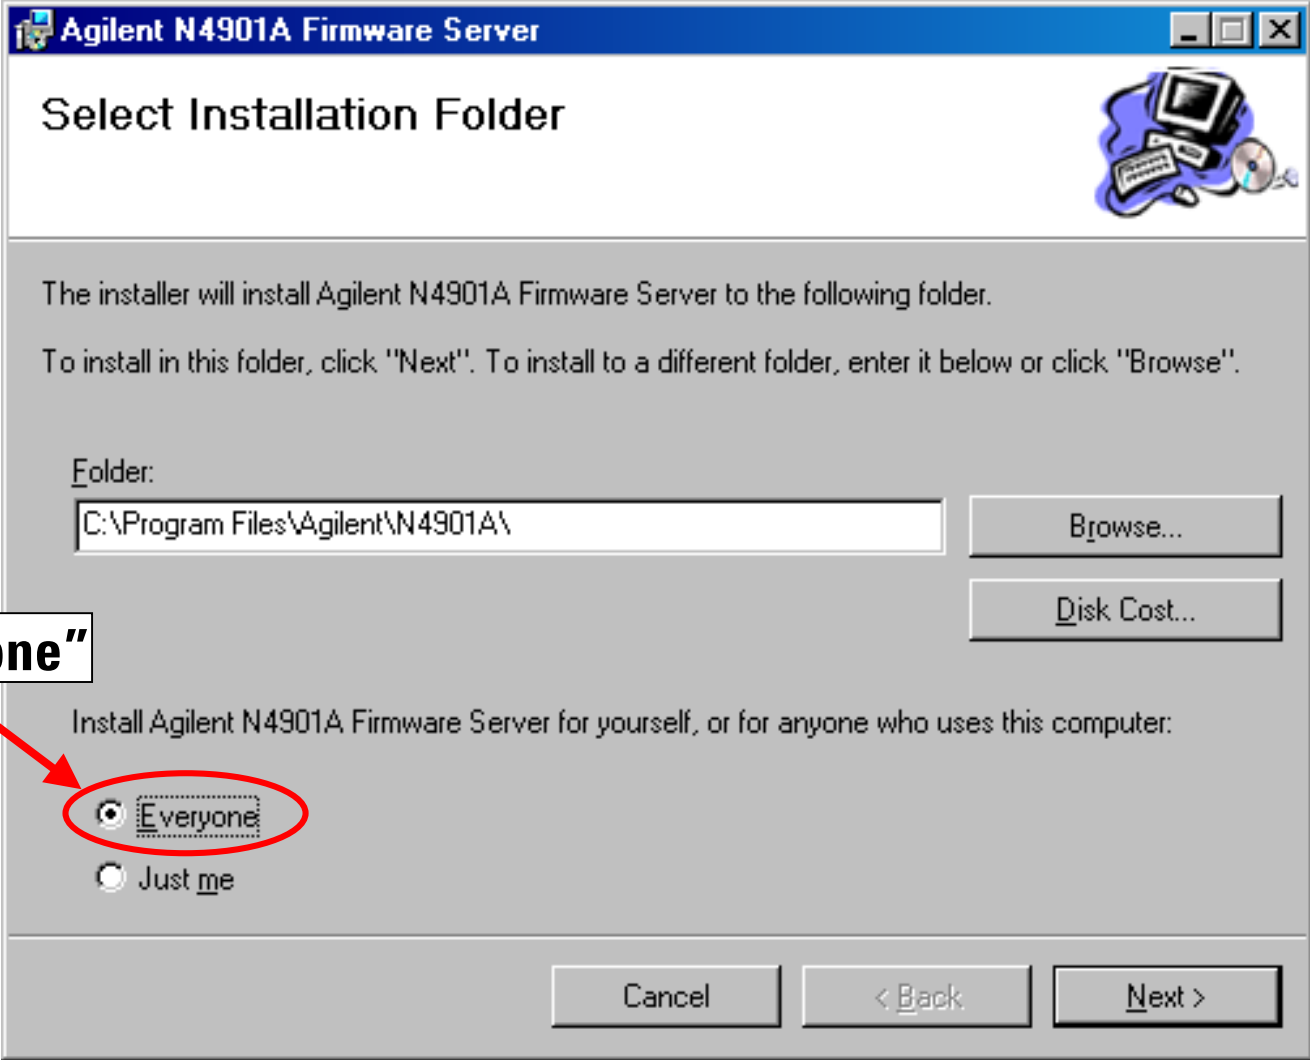 Agilent N4901A Firmware Server
Select Installation Folder
The installer will install Agilent N4901A Firmware Server to the following folder.
To install in this folder, click "Next". To install to a different folder, enter it below or click "Browse".
Folder:
C:\Program Files\Agilent\N4901A\
Browse...
Disk Cost...
one”
Install Agilent N4901A Firmware Server for yourself, or for anyone who uses this computer:
Everyone
Just me
Cancel
< Back
Next >